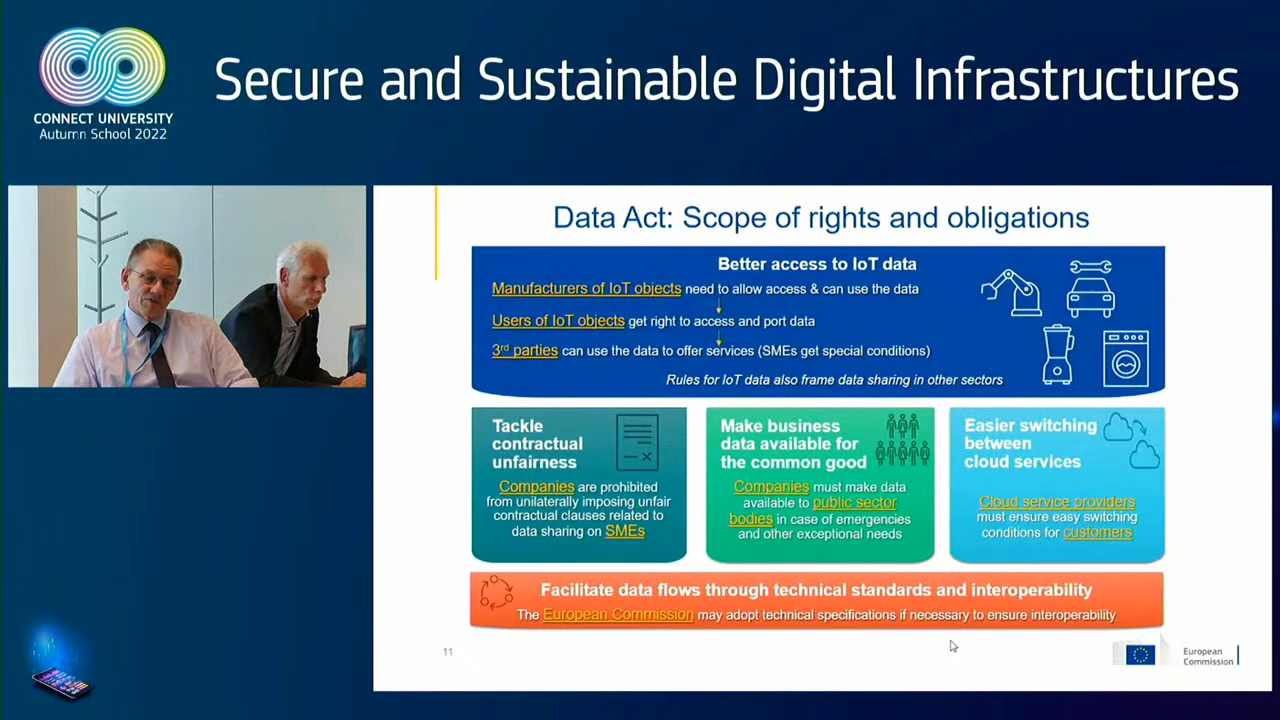 CONNECT UNIVERSITY
Autumn School 2022
Secure and Sustainable Digital Infrastructures
Data Act: Scope of rights and obligations
Better access to IoT data
Manufacturers of IoT objects need to allow access & can use the data
Users of IoT objects get right to access and port data
3rd parties can use the data to offer services (SMEs get special conditions)
Rules for IoT data also frame data sharing in other sectors
Tackle
contractual
unfairness
Companies are prohibited
from unilaterally imposing unfair
contractual clauses related to
data sharing on SMEs
Make business
data available for
the common good
Companies must make data
available to public sector
bodies in case of emergencies
and other exceptional needs
Easier switching
between
cloud services
Cloud service providers
must ensure easy switching
conditions for customers
Facilitate data flows through technical standards and interoperability
The European Commission may adopt technical specifications if necessary to ensure interoperability
11
European
Commission